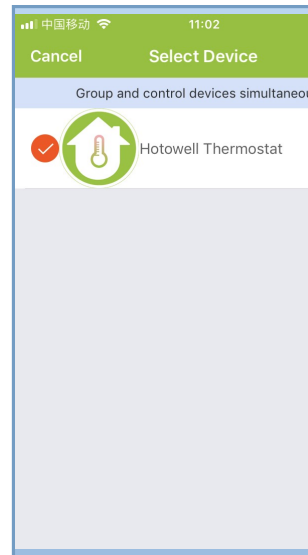 中国移动 11:02
Cancel Select Device
Group and control devices simultaneou
Hotowell Thermostat